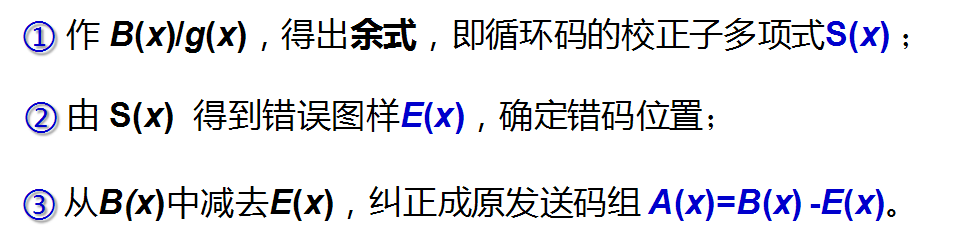 ① 作 B(x)/g(x)，得出余式，即循环码的校正子多项式S(x)；
② 由 S(x) 得到错误图样E(x)，确定错码位置；
③ 从B(x)中减去E(x)，纠正成原发送码组 A(x)=B(x) -E(x)。